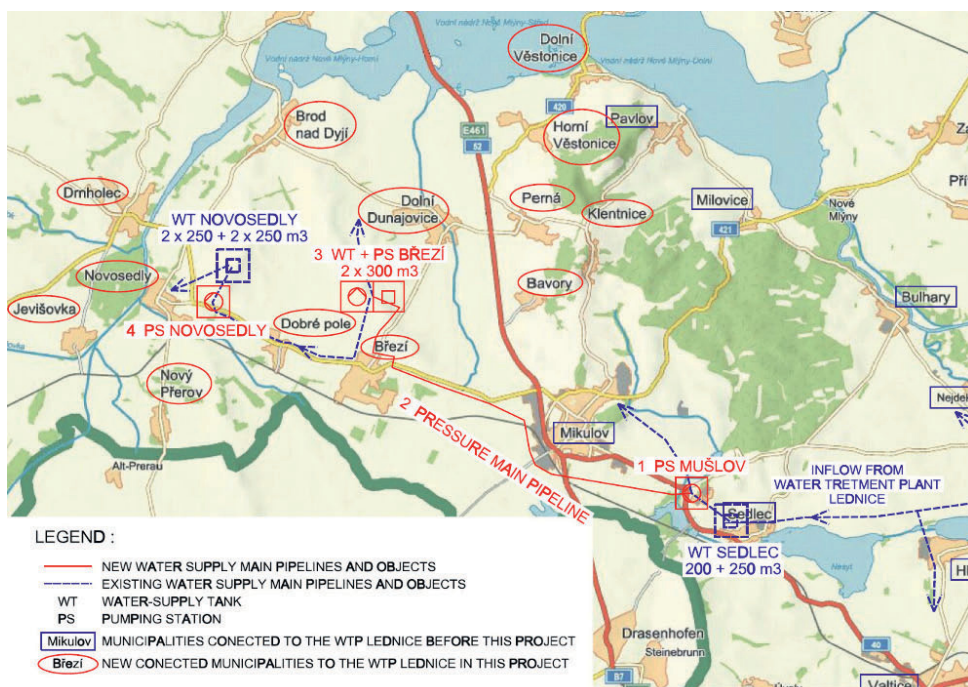 Vodní nádrž Nové Mlýny-Horní
Dolní
Věstonice
Vodní nádrž Nové Mlýny-Dolní
Brod
nad Dyjí
E461
52
420
Horní
Věstonice
Pavlov
Drnholec
Dolní
Dunajovice
Perná
Klentnice
Milovice
Nové
Mlýny
421
WT NOVOSEDLY
2 x 250 + 2 x 250 m3
3 WT + PS BŘEZÍ
2 x 300 m3
Novosedly
Bavory
Bulhary
Jevišovka
4 PS NOVOSEDLY
Dobré pole
Březí
Nový
Přerov
Nejdek
2 PRESSURE MAIN PIPELINE
Mikulov
Alt-Prerau
1 PS MUŠLOV
INFLOW FROM
WATER TRETMENT PLANT
LEDNICE
Sedlec
WT SEDLEC
200 + 250 m3
Nesyt
Hl
LEGEND :
NEW WATER SUPPLY MAIN PIPELINES AND OBJECTS
EXISTING WATER SUPPLY MAIN PIPELINES AND OBJECTS
WT WATER-SUPPLY TANK
PS PUMPING STATION
Mikulov MUNICIPALITIES CONECTED TO THE WTP LEDNICE BEFORE THIS PROJECT
Březí NEW CONECTED MUNICIPALITIES TO THE WTP LEDNICE IN THIS PROJECT
Drasenhofen
Steinebrunn
40
B7
Valtice